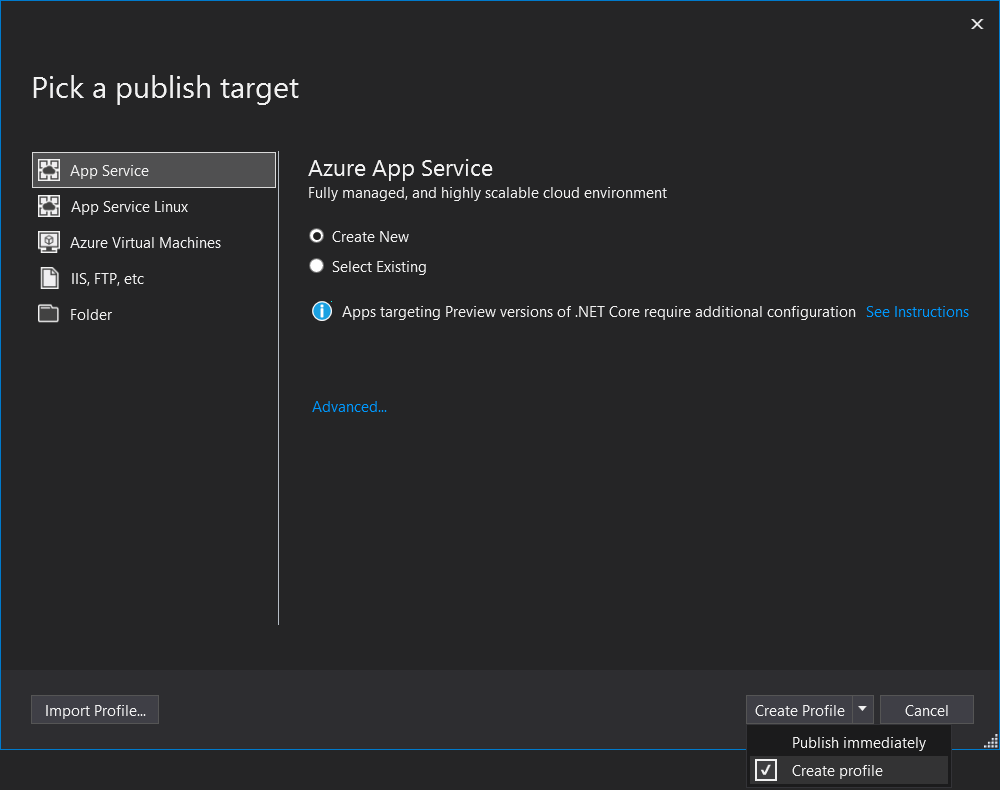 Pick a publish target
App Service
App Service Linux
Azure Virtual Machines
IIS, FTP, etc
Folder
Azure App Service
Fully managed, and highly scalable cloud environment
Create New
Select Existing
Apps targeting Preview versions of .NET Core require additional configuration See Instructions
Advanced...
Import Profile...
Create Profile
Cancel
Publish immediately
Create profile